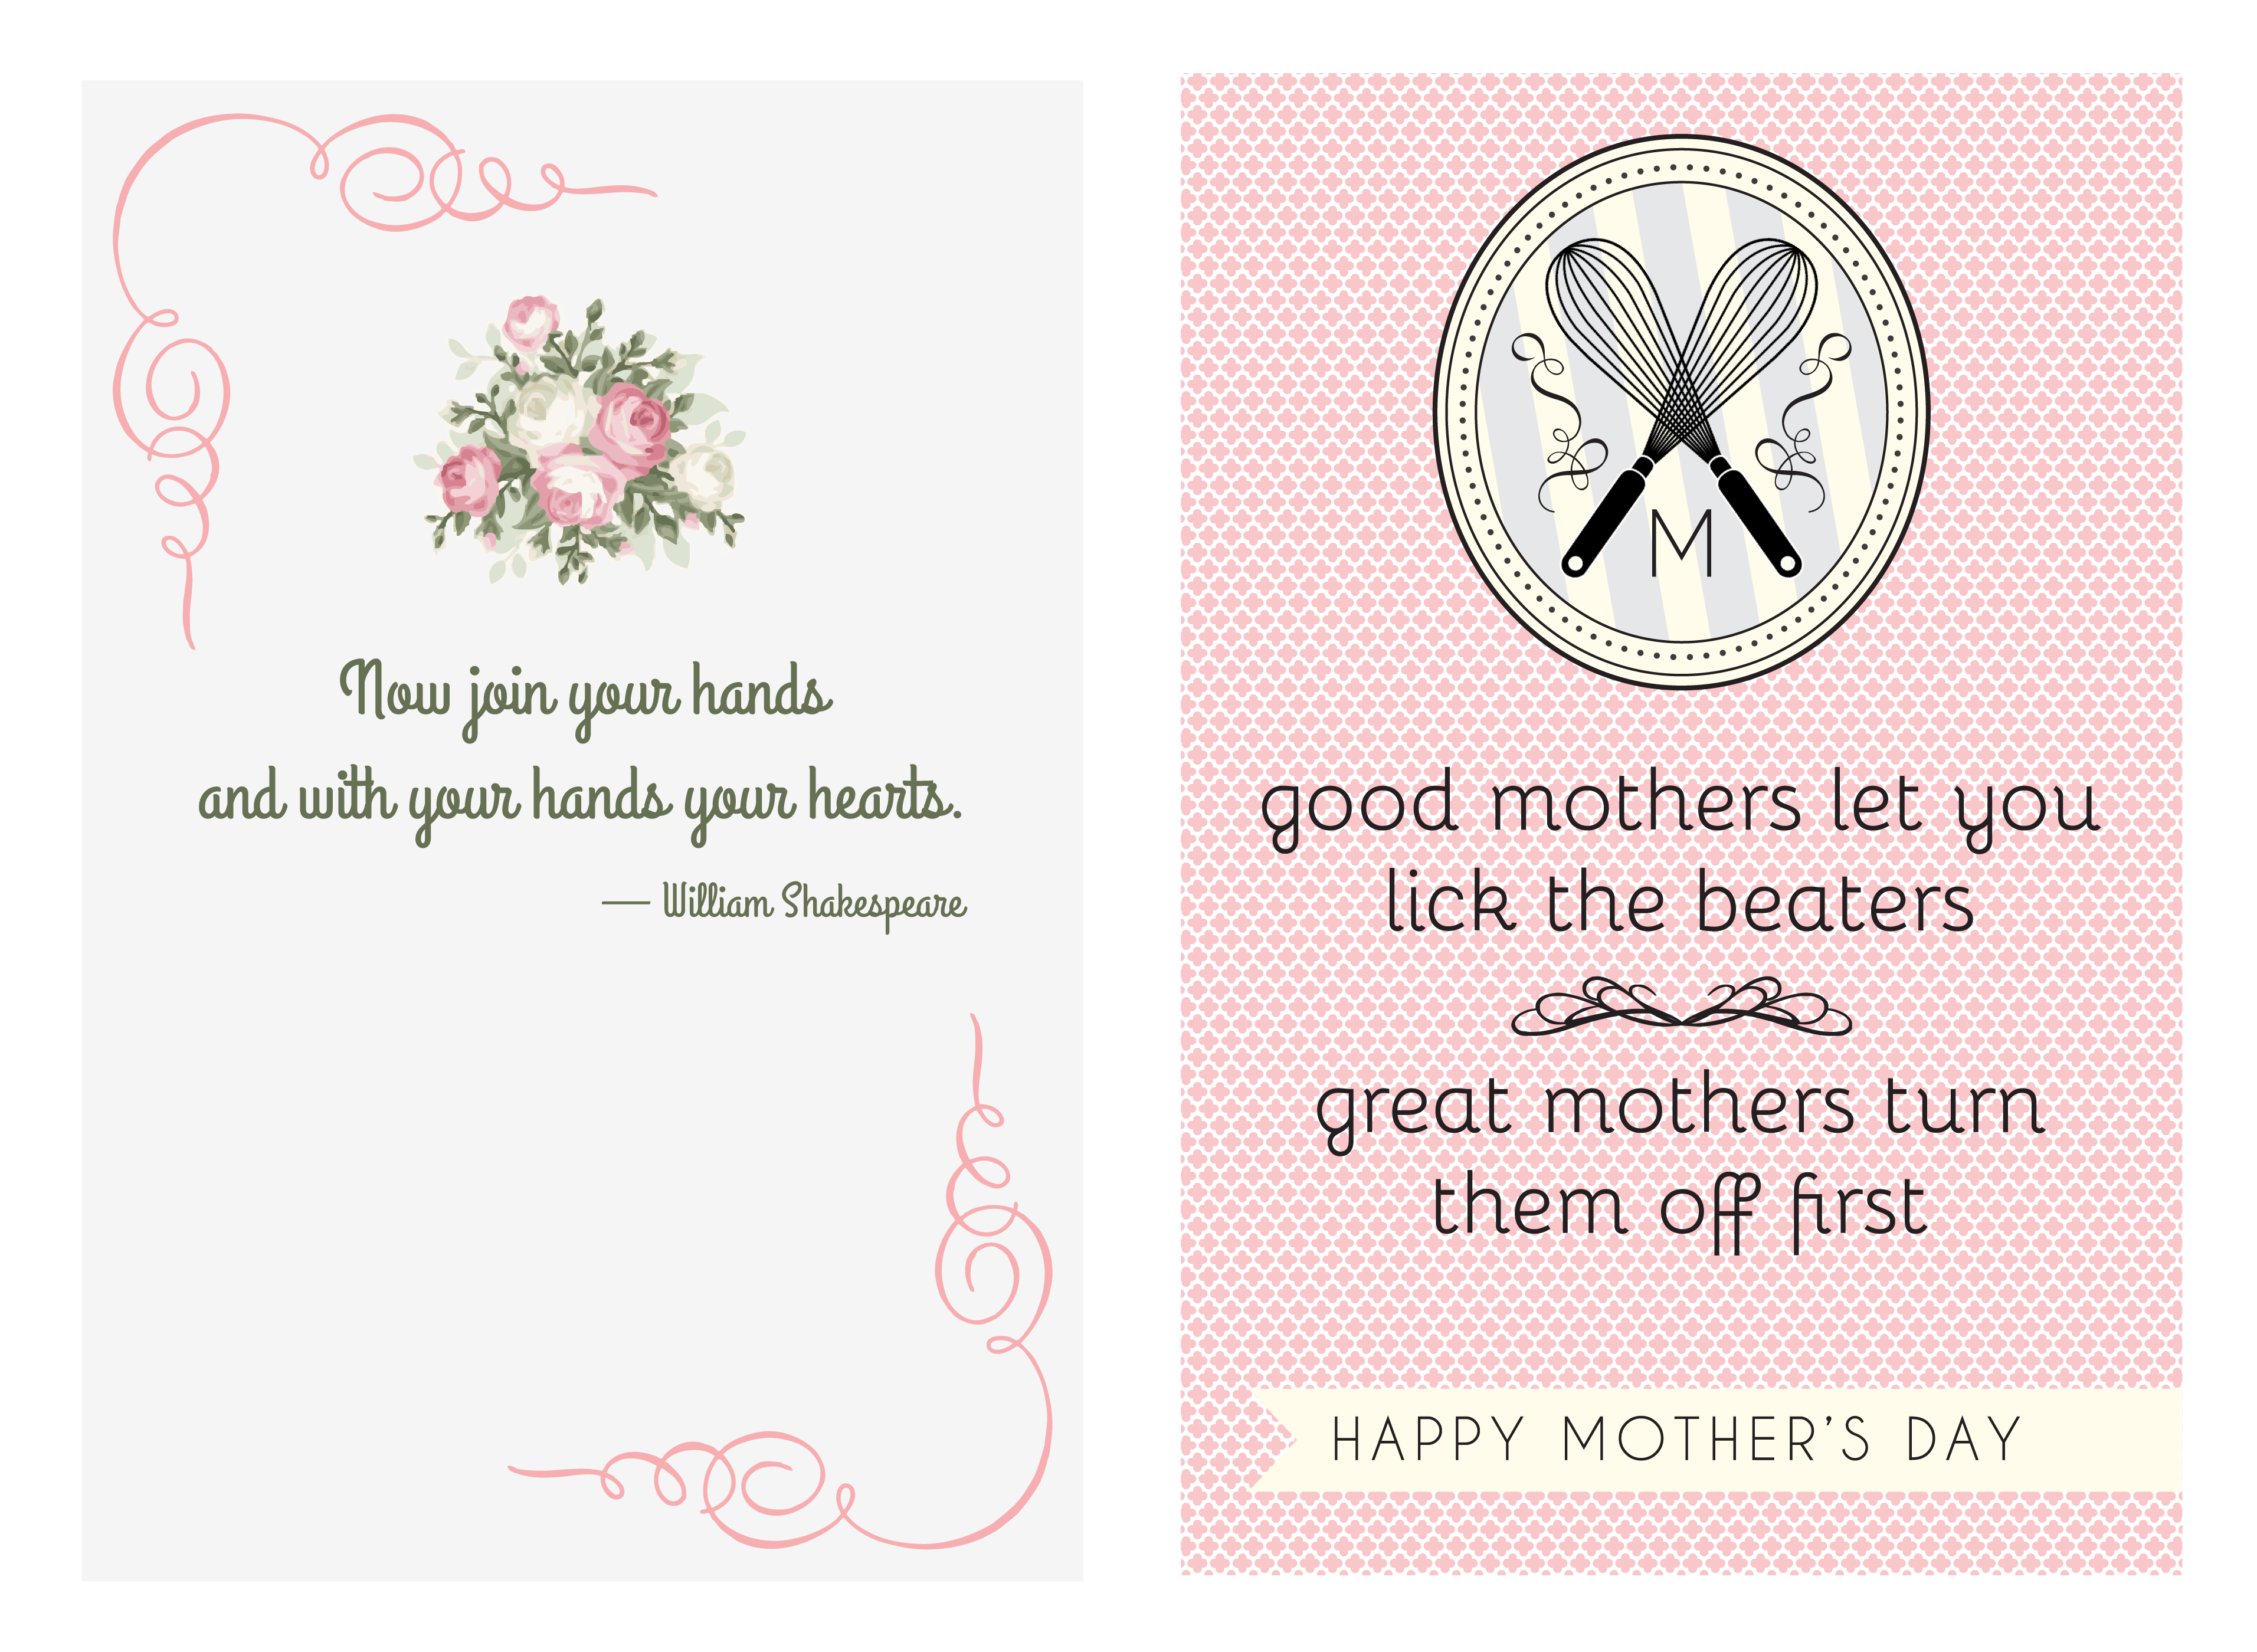 Now join your hands
and with your hands your hearts.
— William Shakespeare
M
good mothers let you
lick the beaters
great mothers turn
them off first
HAPPY MOTHER’S DAY